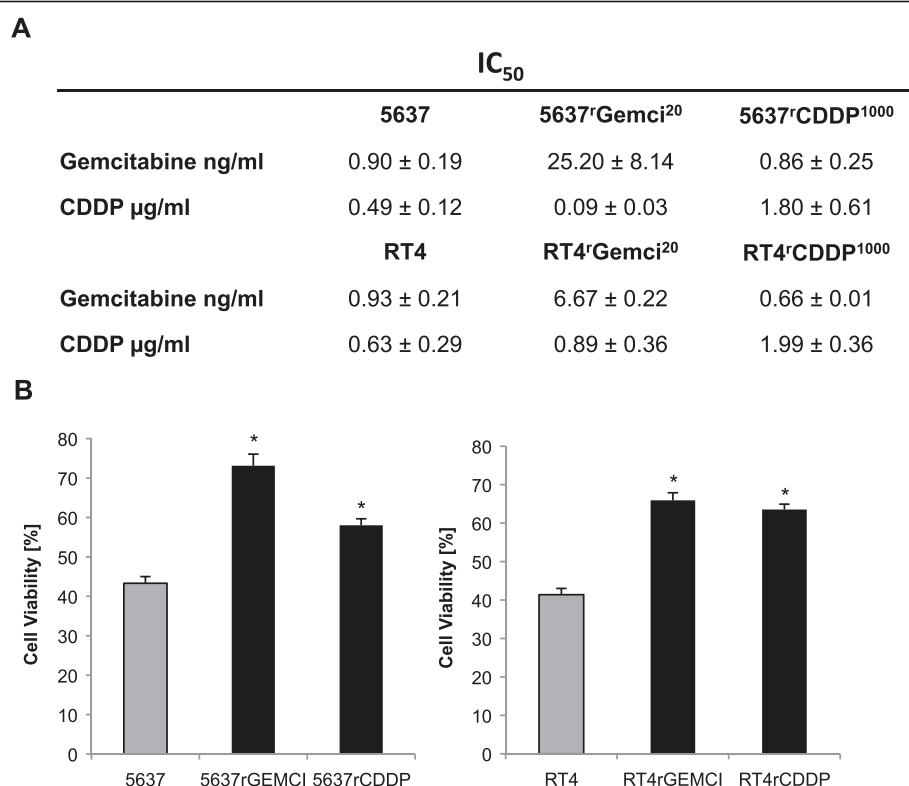 A
IC50
5637 5637rGemci20 5637rCDDP1000
Gemcitabine ng/ml 0.90 ± 0.19 25.20 ± 8.14 0.86 ± 0.25
CDDP µg/ml 0.49 ± 0.12 0.09 ± 0.03 1.80 ± 0.61
RT4 RT4rGemci20 RT4rCDDP1000
Gemcitabine ng/ml 0.93 ± 0.21 6.67 ± 0.22 0.66 ± 0.01
CDDP µg/ml 0.63 ± 0.29 0.89 ± 0.36 1.99 ± 0.36
B
Cell Viability [%]
80
70
60
50
40
30
20
10
0
*
*
5637 5637rGEMCI 5637rCDDP
Cell Viability [%]
80
70
60
50
40
30
20
10
0
*
*
RT4 RT4rGEMCI RT4rCDDP